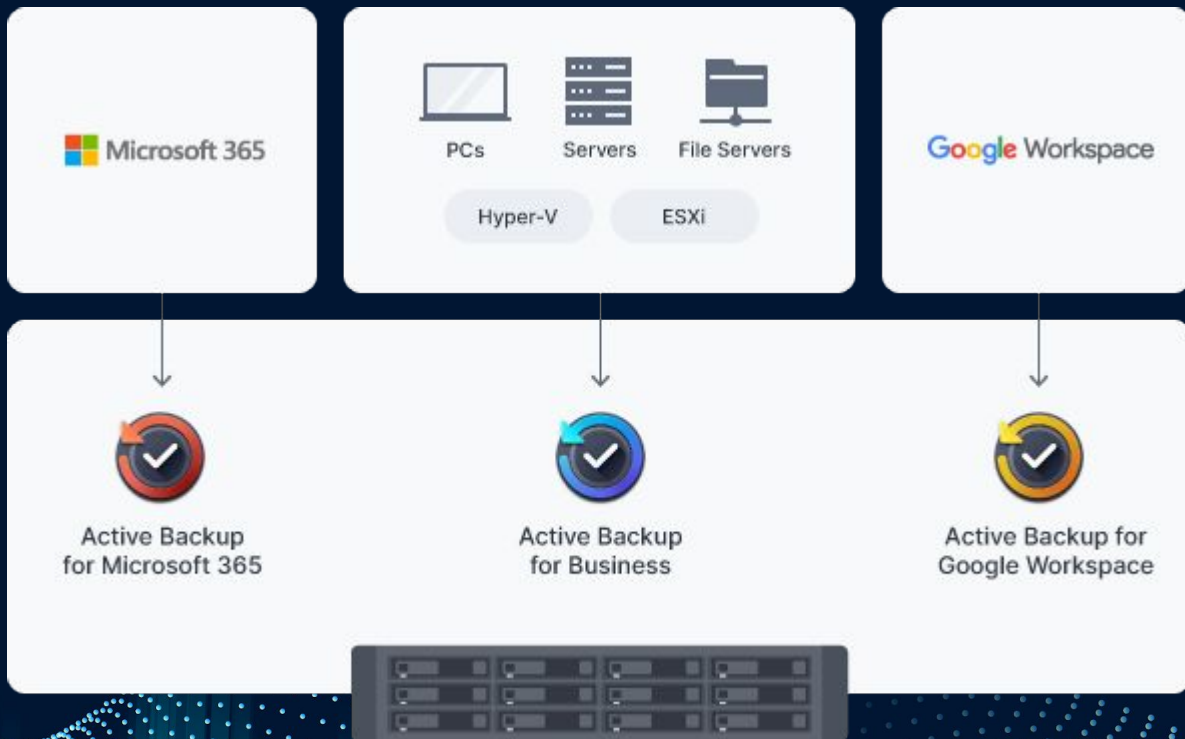 Microsoft 365
PCs
Servers
File Servers
Hyper-V
ESXi
Google Workspace
Active Backup
for Microsoft 365
Active Backup
for Business
Active Backup for
Google Workspace